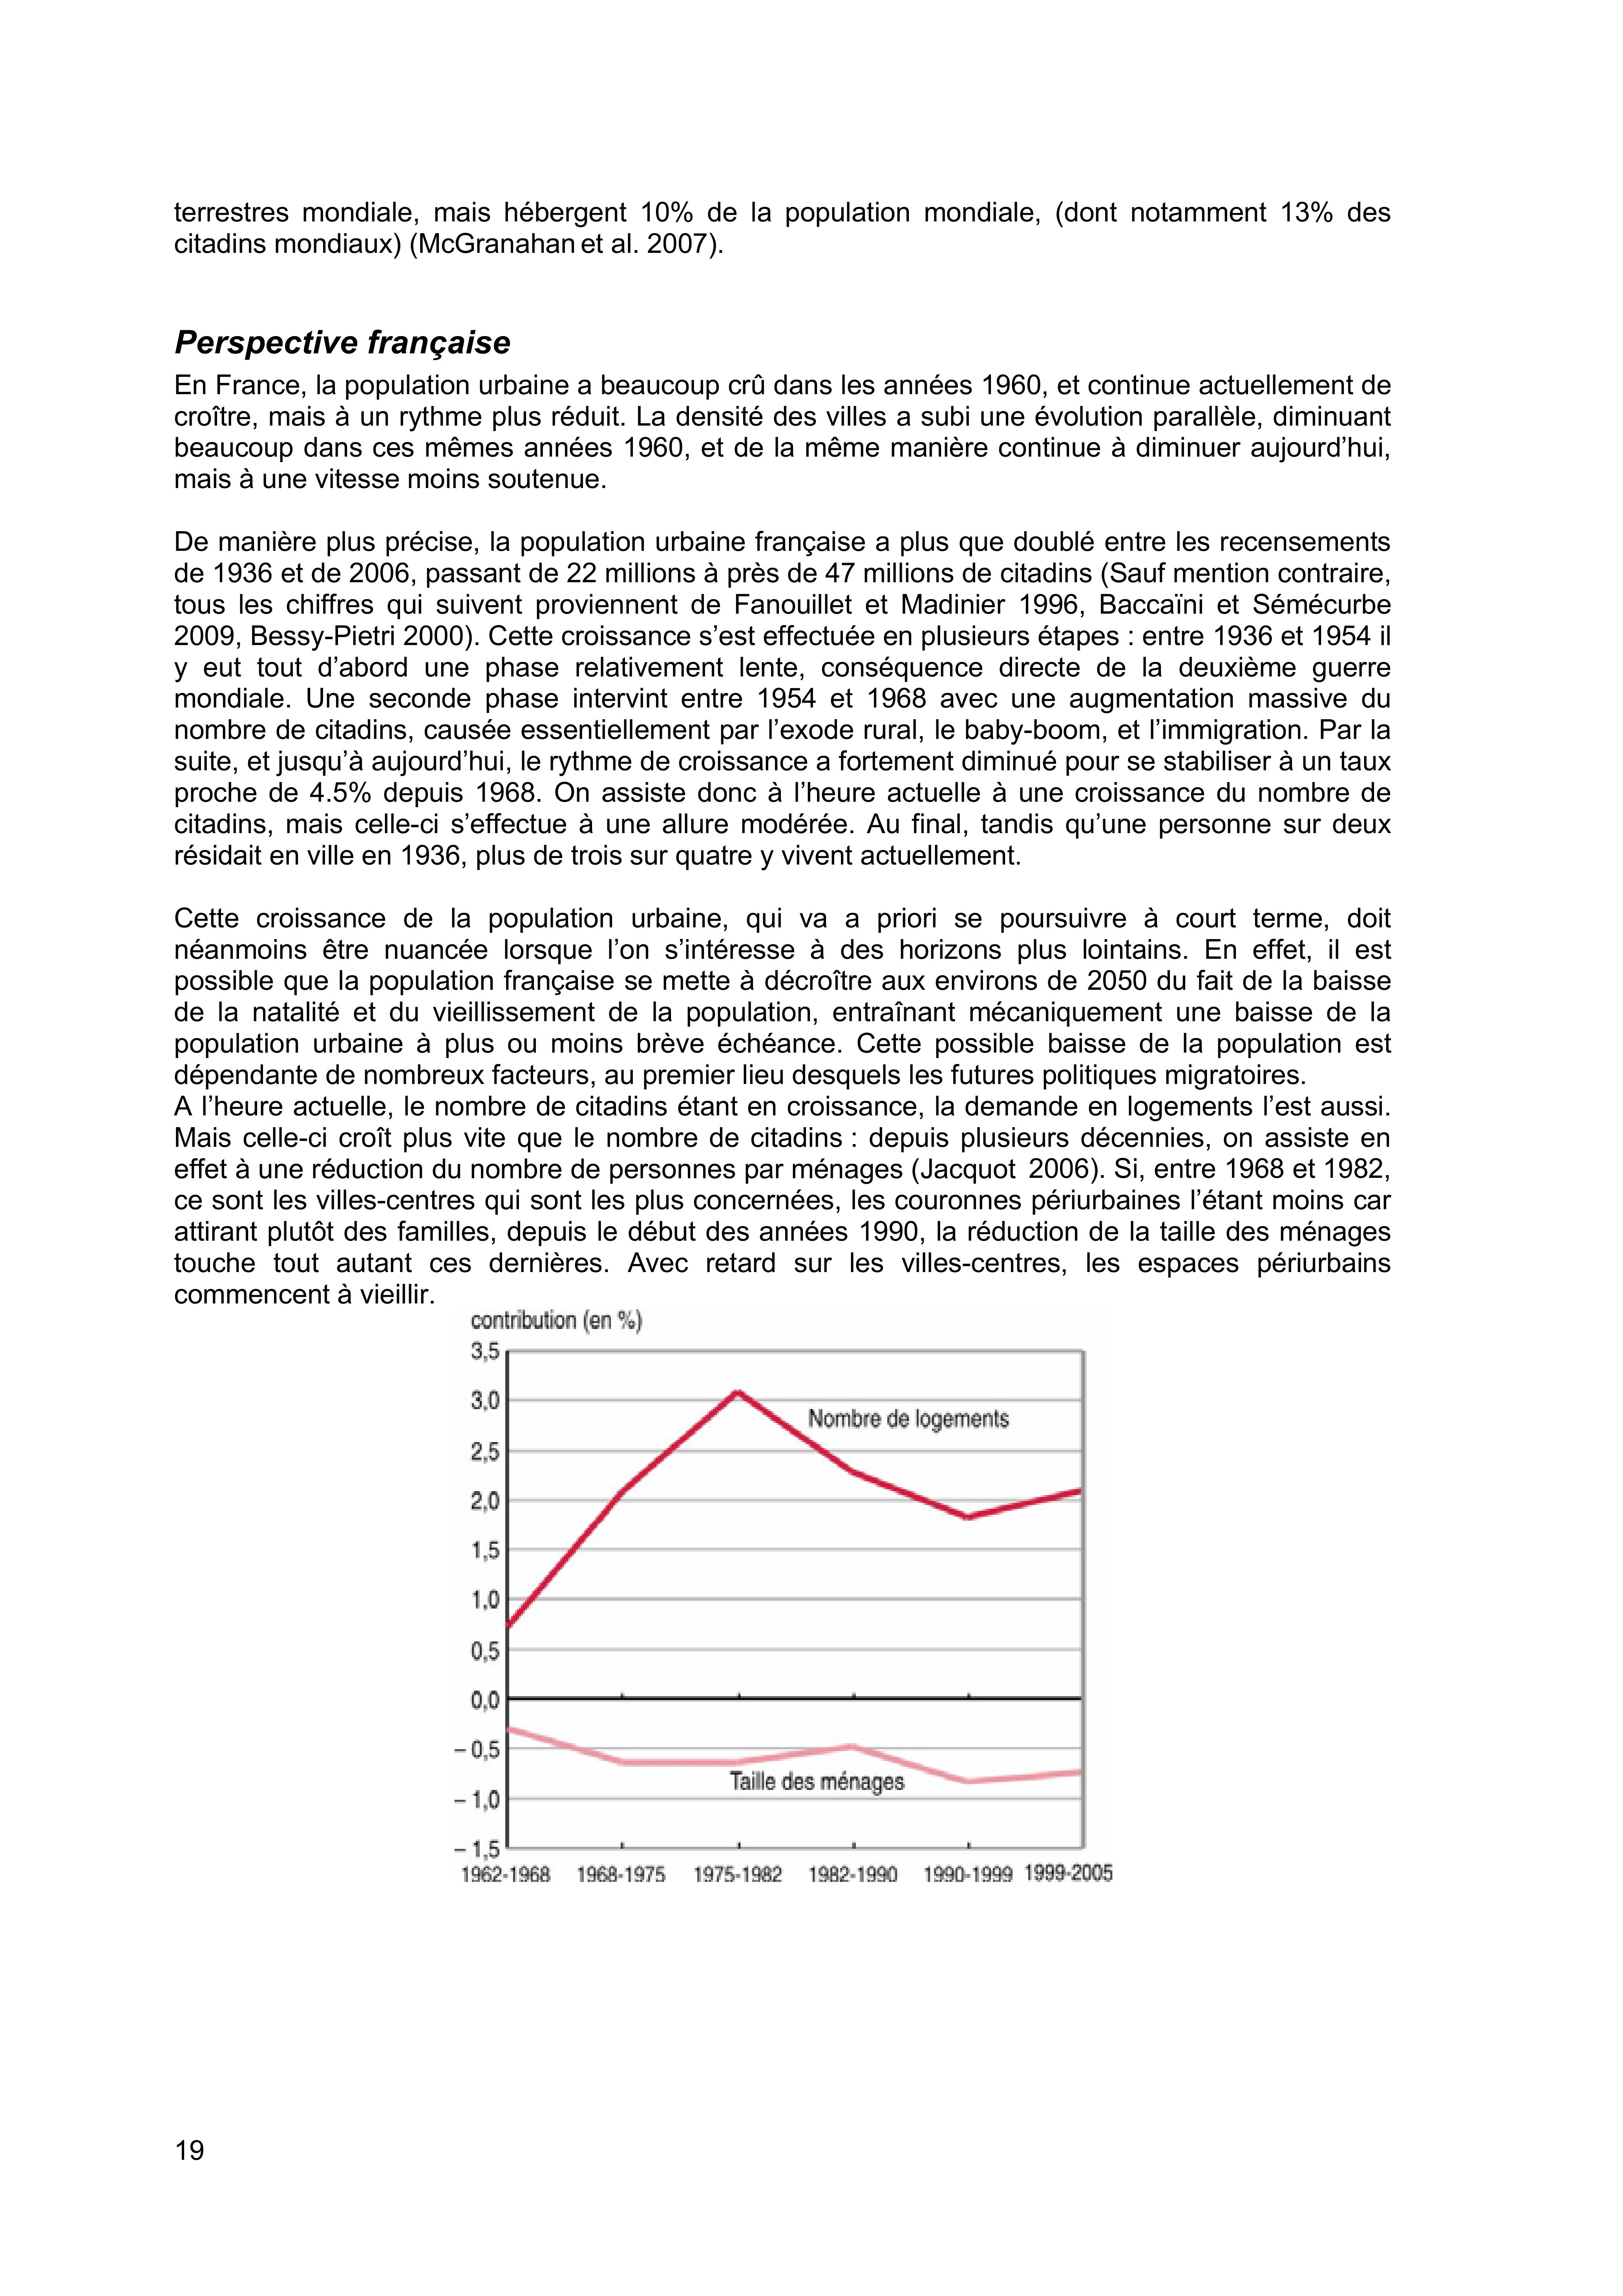 terrestres mondiale, mais hébergent 10% de la population mondiale, (dont notamment 13% des
citadins mondiaux) (McGranahan et al. 2007).
Perspective française
En France, la population urbaine a beaucoup crû dans les années 1960, et continue actuellement de
croître, mais à un rythme plus réduit. La densité des villes a subi une évolution parallèle, diminuant
beaucoup dans ces mêmes années 1960, et de la même manière continue à diminuer aujourd’hui,
mais à une vitesse moins soutenue.
De manière plus précise, la population urbaine française a plus que doublé entre les recensements
de 1936 et de 2006, passant de 22 millions à près de 47 millions de citadins (Sauf mention contraire,
tous les chiffres qui suivent proviennent de Fanouillet et Madinier 1996, Baccaïni et Sémécurbe
2009, Bessy-Pietri 2000). Cette croissance s’est effectuée en plusieurs étapes : entre 1936 et 1954 il
y eut tout d’abord une phase relativement lente, conséquence directe de la deuxième guerre
mondiale. Une seconde phase intervint entre 1954 et 1968 avec une augmentation massive du
nombre de citadins, causée essentiellement par l’exode rural, le baby-boom, et l’immigration. Par la
suite, et jusqu’à aujourd’hui, le rythme de croissance a fortement diminué pour se stabiliser à un taux
proche de 4.5% depuis 1968. On assiste donc à l’heure actuelle à une croissance du nombre de
citadins, mais celle-ci s’effectue à une allure modérée. Au final, tandis qu’une personne sur deux
résidait en ville en 1936, plus de trois sur quatre y vivent actuellement.
Cette croissance de la population urbaine, qui va a priori se poursuivre à court terme, doit
néanmoins être nuancée lorsque l’on s’intéresse à des horizons plus lointains. En effet, il est
possible que la population française se mette à décroître aux environs de 2050 du fait de la baisse
de la natalité et du vieillissement de la population, entraînant mécaniquement une baisse de la
population urbaine à plus ou moins brève échéance. Cette possible baisse de la population est
dépendante de nombreux facteurs, au premier lieu desquels les futures politiques migratoires.
A l’heure actuelle, le nombre de citadins étant en croissance, la demande en logements l’est aussi.
Mais celle-ci croît plus vite que le nombre de citadins : depuis plusieurs décennies, on assiste en
effet à une réduction du nombre de personnes par ménages (Jacquot 2006). Si, entre 1968 et 1982,
ce sont les villes-centres qui sont les plus concernées, les couronnes périurbaines l’étant moins car
attirant plutôt des familles, depuis le début des années 1990, la réduction de la taille des ménages
touche tout autant ces dernières. Avec retard sur les villes-centres, les espaces périurbains
commencent à vieillir.
contribution (en %)
3,5
3,0
Nombre de logements
2,5
2,0
1,5
1,0
0,5
0,0
– 0,5
Taille des ménages
– 1,0
– 1,5
1962-1968 1968-1975 1975-1982 1982-1990 1990-1999 1999-2005
19